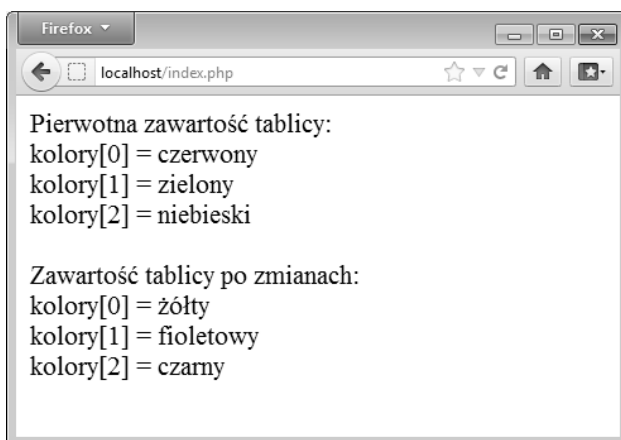 Firefox
localhost/index.php
Pierwotna zawartość tablicy:
kolory[0] = czerwony
kolory[1] = zielony
kolory[2] = niebieski
Zawartość tablicy po zmianach:
kolory[0] = żółty
kolory[1] = fioletowy
kolory[2] = czarny